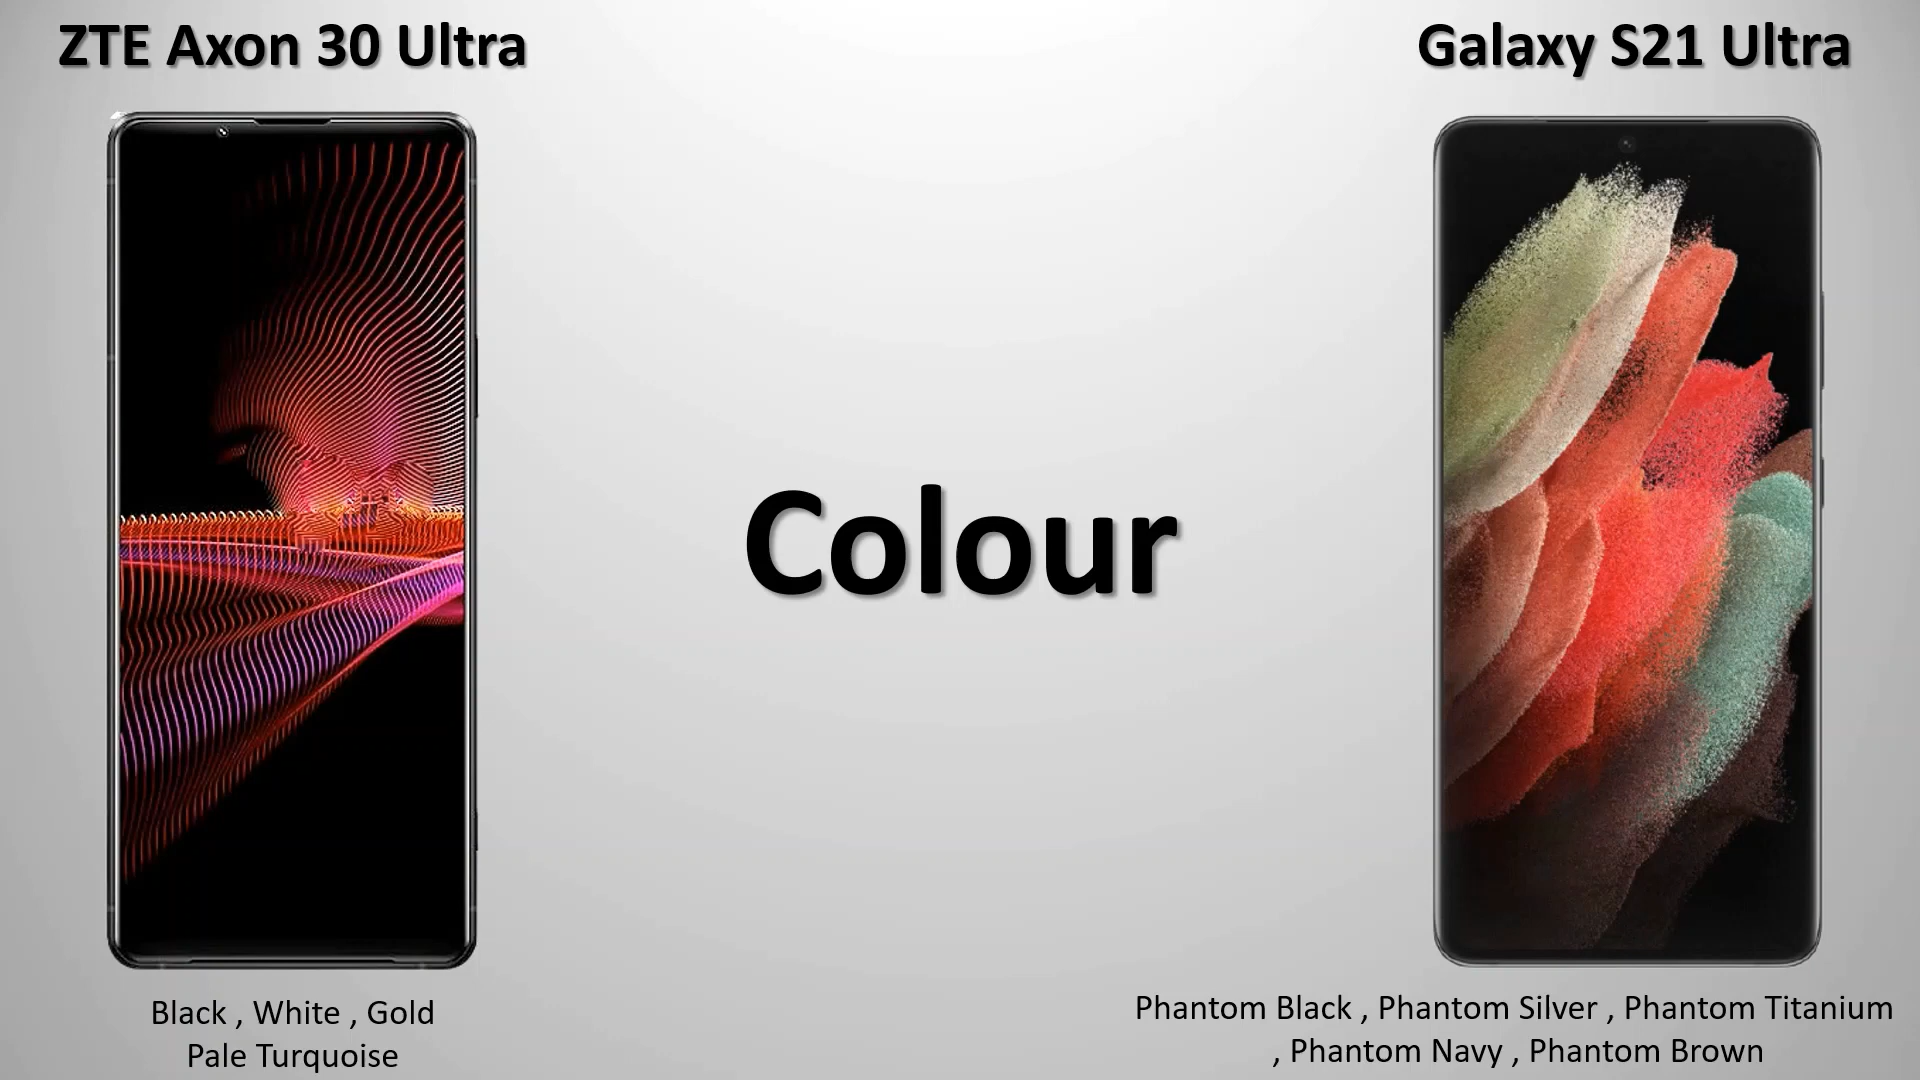 ZTE Axon 30 Ultra
Galaxy S21 Ultra
Colour
Black , White , Gold
Pale Turquoise
Phantom Black , Phantom Silver , Phantom Titanium
, Phantom Navy , Phantom Brown